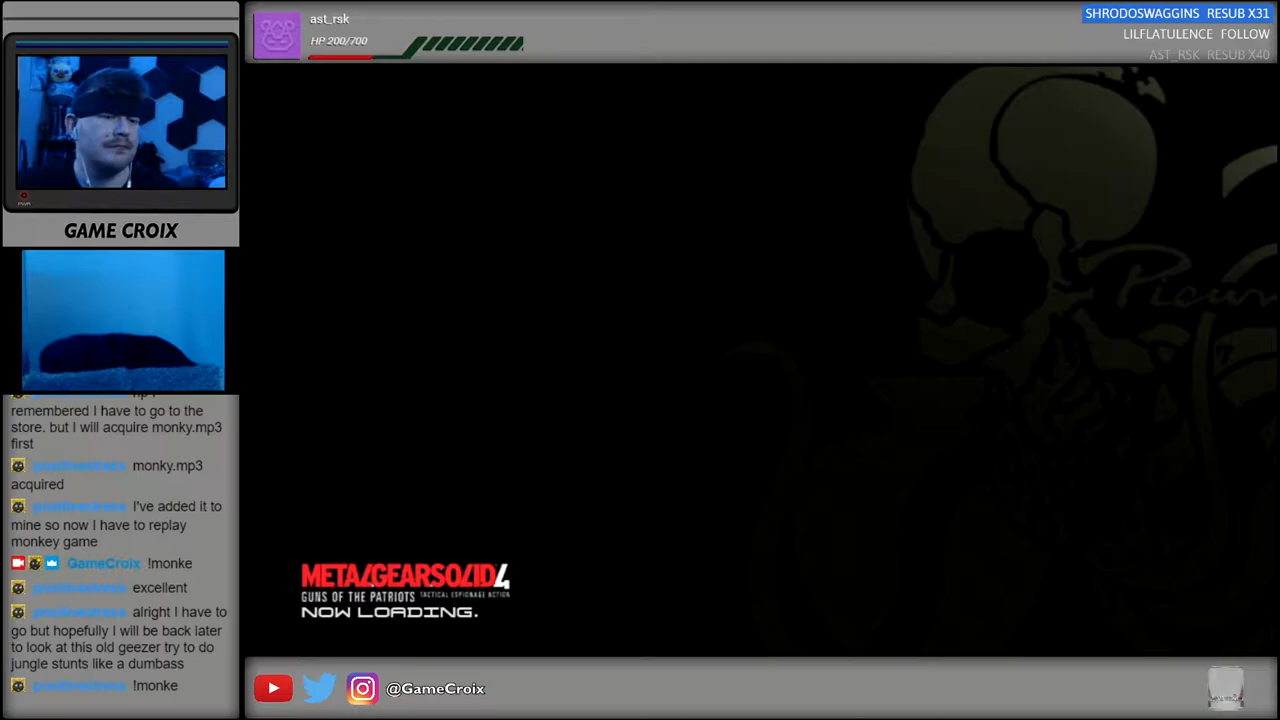 ast_rsk
HP 200/700
SHRODOSWAGGINS RESUB X31
LILFLATULENCE FOLLOW
AST_RSK RESUB X40
PWR
GAME CROIX
remembered I have to go to the
store. but I will acquire monky.mp3
first
monky.mp3
acquired
I've added it to
mine so now I have to replay
monkey game
GameCroix !monke
excellent
alright I have to
go but hopefully I will be back later
to look at this old geezer try to do
jungle stunts like a dumbass
!monke
METAL GEAR SOLID 4
GUNS OF THE PATRIOTS TACTICAL ESPIONAGE ACTION
NOW LOADING.
@GameCroix